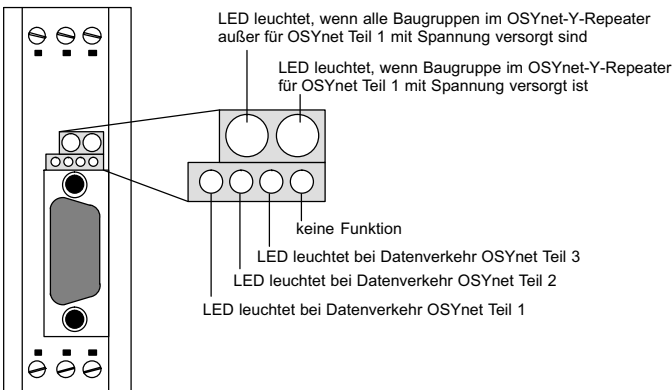 LED leuchtet, wenn alle Baugruppen im OSYnet-Y-Repeater
außer für OSYnet Teil 1 mit Spannung versorgt sind
LED leuchtet, wenn Baugruppe im OSYnet-Y-Repeater
für OSYnet Teil 1 mit Spannung versorgt ist
keine Funktion
LED leuchtet bei Datenverkehr OSYnet Teil 3
LED leuchtet bei Datenverkehr OSYnet Teil 2
LED leuchtet bei Datenverkehr OSYnet Teil 1